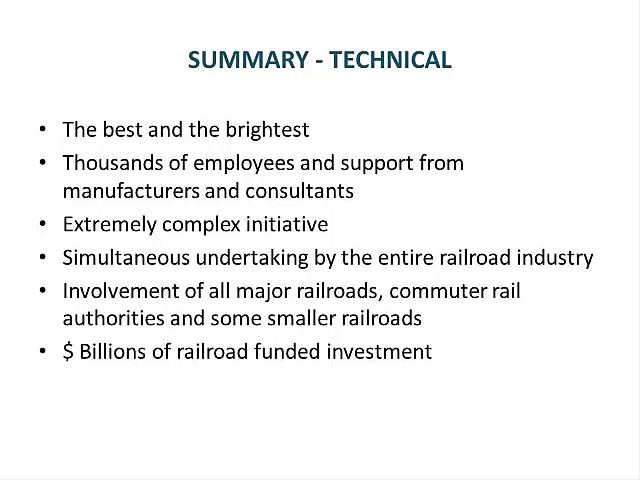 SUMMARY - TECHNICAL
• The best and the brightest
• Thousands of employees and support from
manufacturers and consultants
• Extremely complex initiative
• Simultaneous undertaking by the entire railroad industry
• Involvement of all major railroads, commuter rail
authorities and some smaller railroads
• $ Billions of railroad funded investment